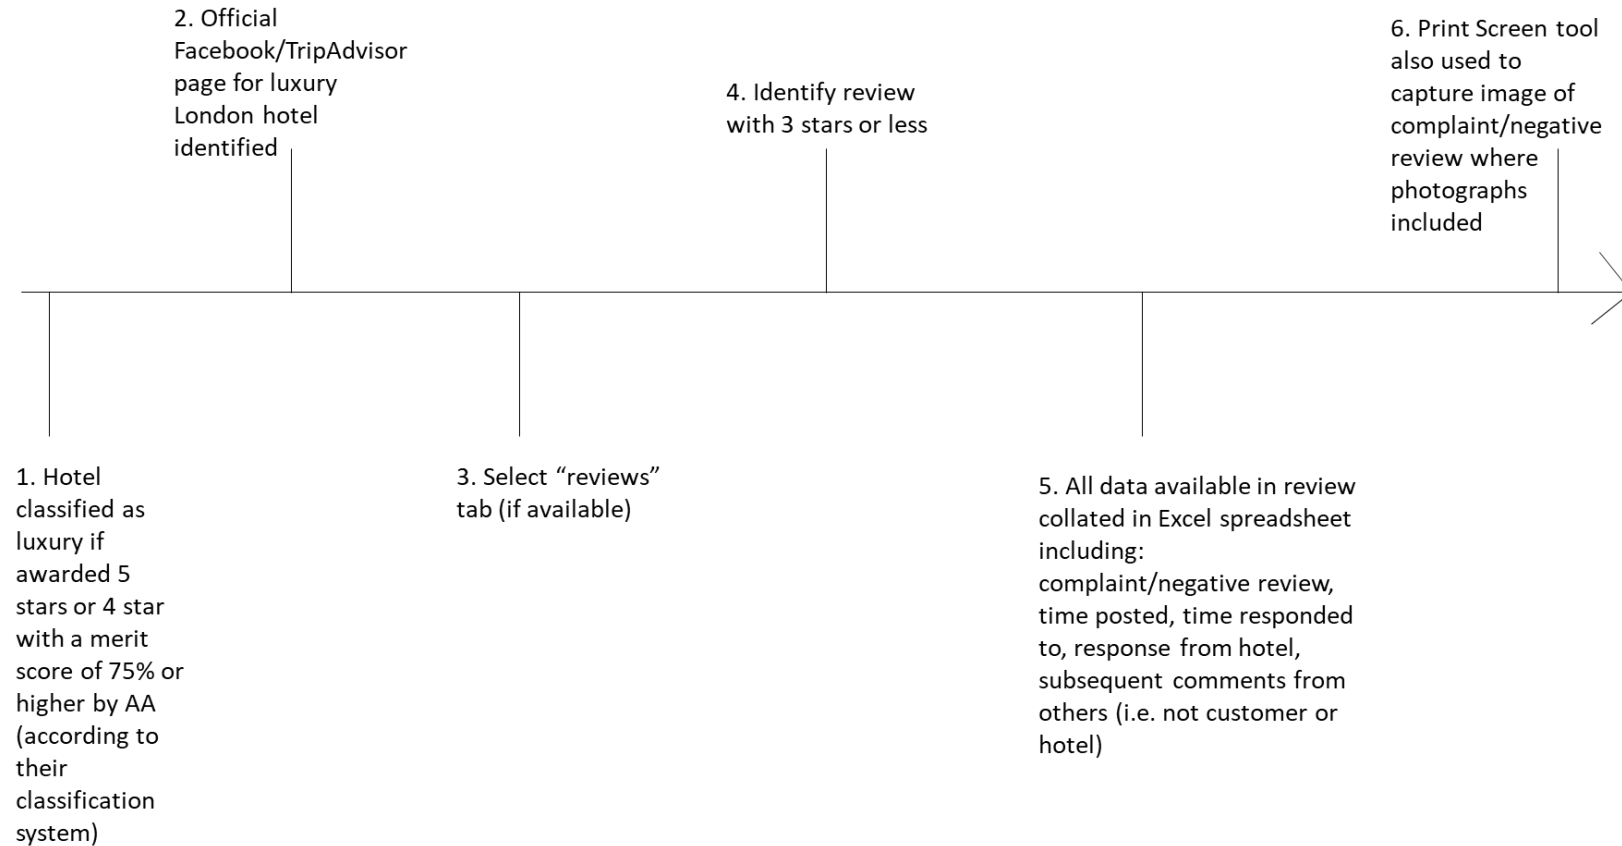 1. Hotel
classified as
luxury if
awarded 5
stars or 4 star
with a merit
score of 75% or
higher by AA
(according to
their
classification
system)
2. Official
Facebook/TripAdvisor
page for luxury
London hotel
identified
3. Select “reviews”
tab (if available)
4. Identify review
with 3 stars or less
5. All data available in review
collated in Excel spreadsheet
including:
complaint/negative review,
time posted, time responded
to, response from hotel,
subsequent comments from
others (i.e. not customer or
hotel)
6. Print Screen tool
also used to
capture image of
complaint/negative
review where
photographs
included